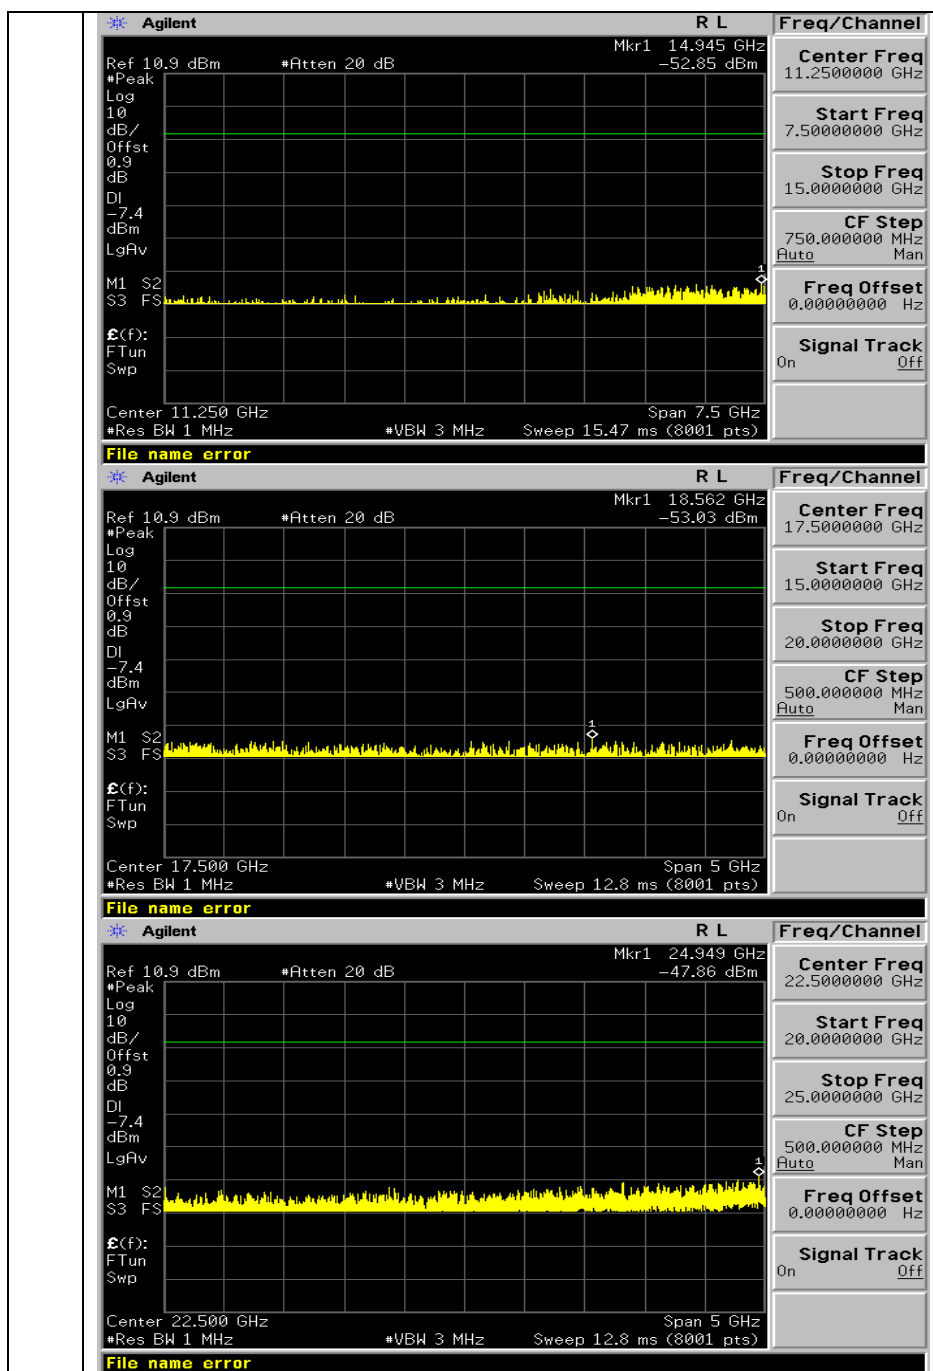 Agilent R L Freq/Channel
Mkr1 14.945 GHz
Ref 10.9 dBm #Atten 20 dB -52.85 dBm
#Peak
Log
10
dB/
Offst
0.9
dB
DI
-7.4
dBm
LgAv
M1 S2
S3 FS
£(f):
FTun
Swp
1
Center 11.250 GHz Span 7.5 GHz
#Res BW 1 MHz #VBW 3 MHz Sweep 15.47 ms (8001 pts)
Center Freq
11.2500000 GHz
Start Freq
7.50000000 GHz
Stop Freq
15.0000000 GHz
CF Step
750.000000 MHz
Auto Man
Freq Offset
0.00000000 Hz
Signal Track
On Off
File name error
Agilent R L Freq/Channel
Mkr1 18.562 GHz
Ref 10.9 dBm #Atten 20 dB -53.03 dBm
#Peak
Log
10
dB/
Offst
0.9
dB
DI
-7.4
dBm
LgAv
M1 S2
S3 FS
£(f):
FTun
Swp
1
Center 17.500 GHz Span 5 GHz
#Res BW 1 MHz #VBW 3 MHz Sweep 12.8 ms (8001 pts)
Center Freq
17.5000000 GHz
Start Freq
15.0000000 GHz
Stop Freq
20.0000000 GHz
CF Step
500.000000 MHz
Auto Man
Freq Offset
0.00000000 Hz
Signal Track
On Off
File name error
Agilent R L Freq/Channel
Mkr1 24.949 GHz
Ref 10.9 dBm #Atten 20 dB -47.86 dBm
#Peak
Log
10
dB/
Offst
0.9
dB
DI
-7.4
dBm
LgAv
M1 S2
S3 FS
£(f):
FTun
Swp
1
Center 22.500 GHz Span 5 GHz
#Res BW 1 MHz #VBW 3 MHz Sweep 12.8 ms (8001 pts)
Center Freq
22.5000000 GHz
Start Freq
20.0000000 GHz
Stop Freq
25.0000000 GHz
CF Step
500.000000 MHz
Auto Man
Freq Offset
0.00000000 Hz
Signal Track
On Off
File name error